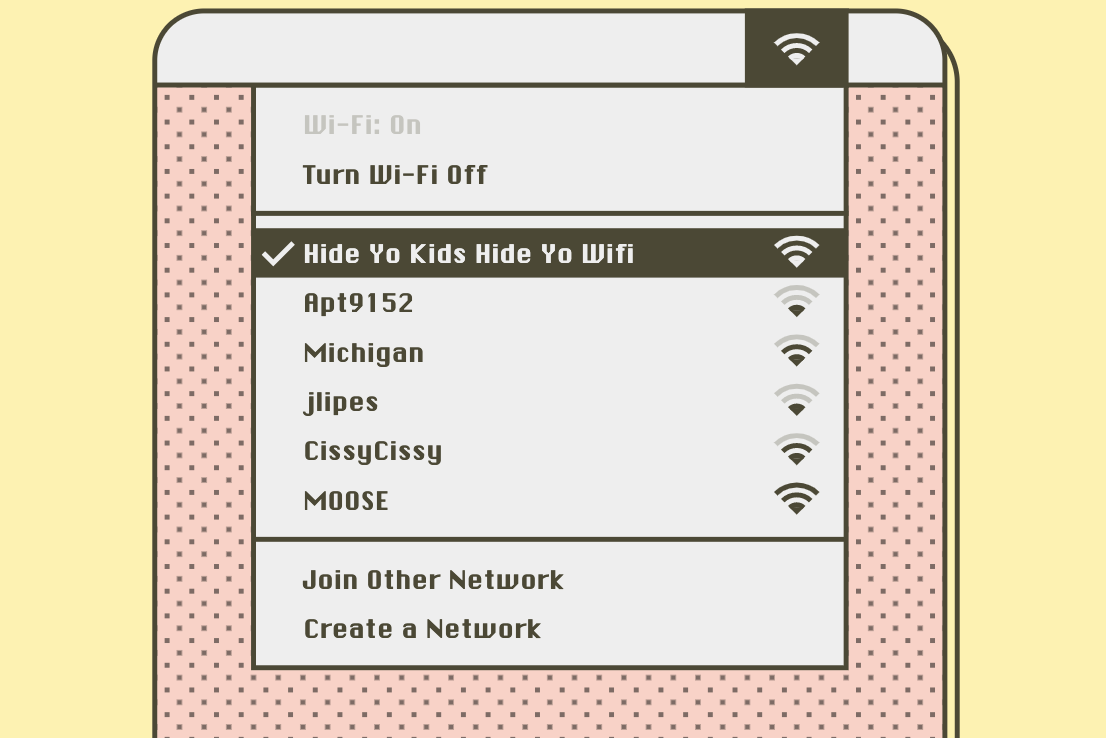 Wi-Fi: On
Turn Wi-Fi Off
Hide Yo Kids Hide Yo Wifi
Apt9152
Michigan
jlipes
CissyCissy
MOOSE
Join Other Network
Create a Network